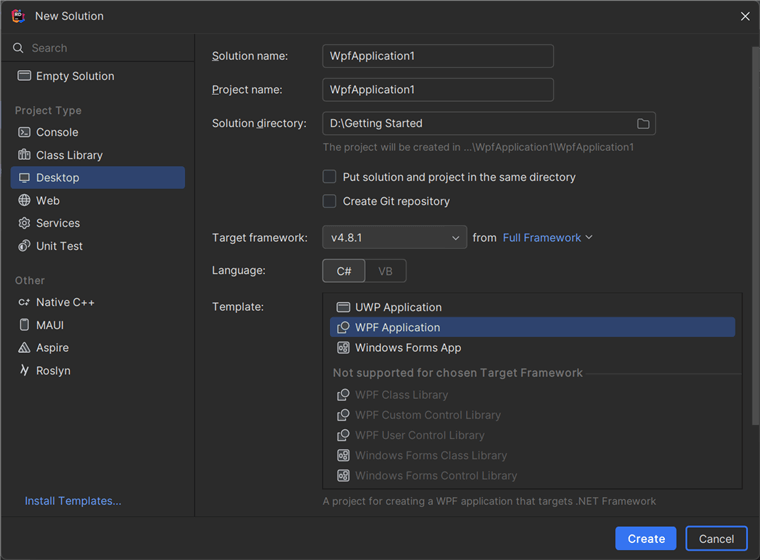 New Solution
Search
Empty Solution
Project Type
Console
Class Library
Desktop
Web
Services
Unit Test
Other
Native C++
MAUI
Aspire
Roslyn
Install Templates...
Solution name: WpfApplication1
Project name: WpfApplication1
Solution directory: D:\Getting Started
The project will be created in ...\WpfApplication1\WpfApplication1
Put solution and project in the same directory
Create Git repository
Target framework: v4.8.1 from Full Framework
Language: C# VB
Template:
UWP Application
WPF Application
Windows Forms App
Not supported for chosen Target Framework
WPF Class Library
WPF Custom Control Library
WPF User Control Library
Windows Forms Class Library
Windows Forms Control Library
A project for creating a WPF application that targets .NET Framework
Create Cancel